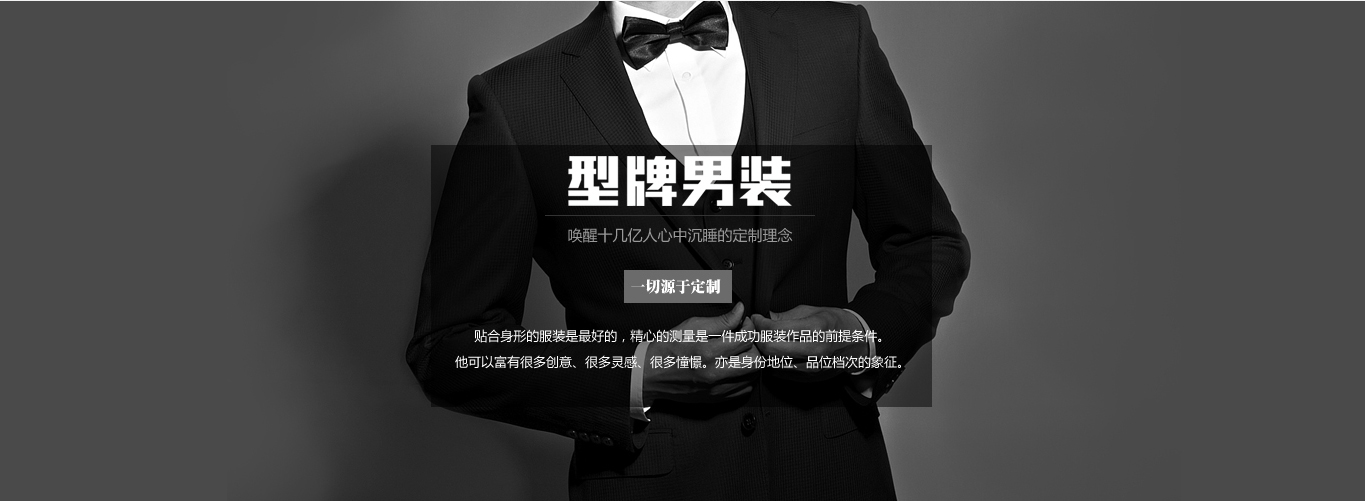 型牌男装
唤醒十几亿人心中沉睡的定制理念
一切源于定制
贴合身形的服装是最好的，精心的测量是一件成功服装作品的前提条件。
他可以富有很多创意、很多灵感、很多憧憬。亦是身份地位、品位档次的象征。